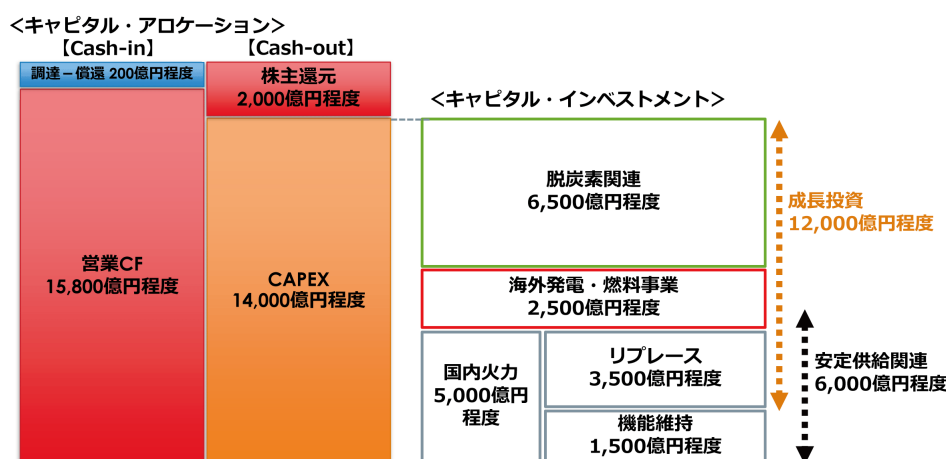 ＜キャピタル・アロケーション＞
【Cash-in】
【Cash-out】
調達－償還 200億円程度
株主還元
2,000億円程度
営業CF
15,800億円程度
CAPEX
14,000億円程度
＜キャピタル・インベストメント＞
脱炭素関連
6,500億円程度
海外発電・燃料事業
2,500億円程度
国内火力
5,000億円
程度
リプレース
3,500億円程度
機能維持
1,500億円程度
成長投資
12,000億円程度
安定供給関連
6,000億円程度